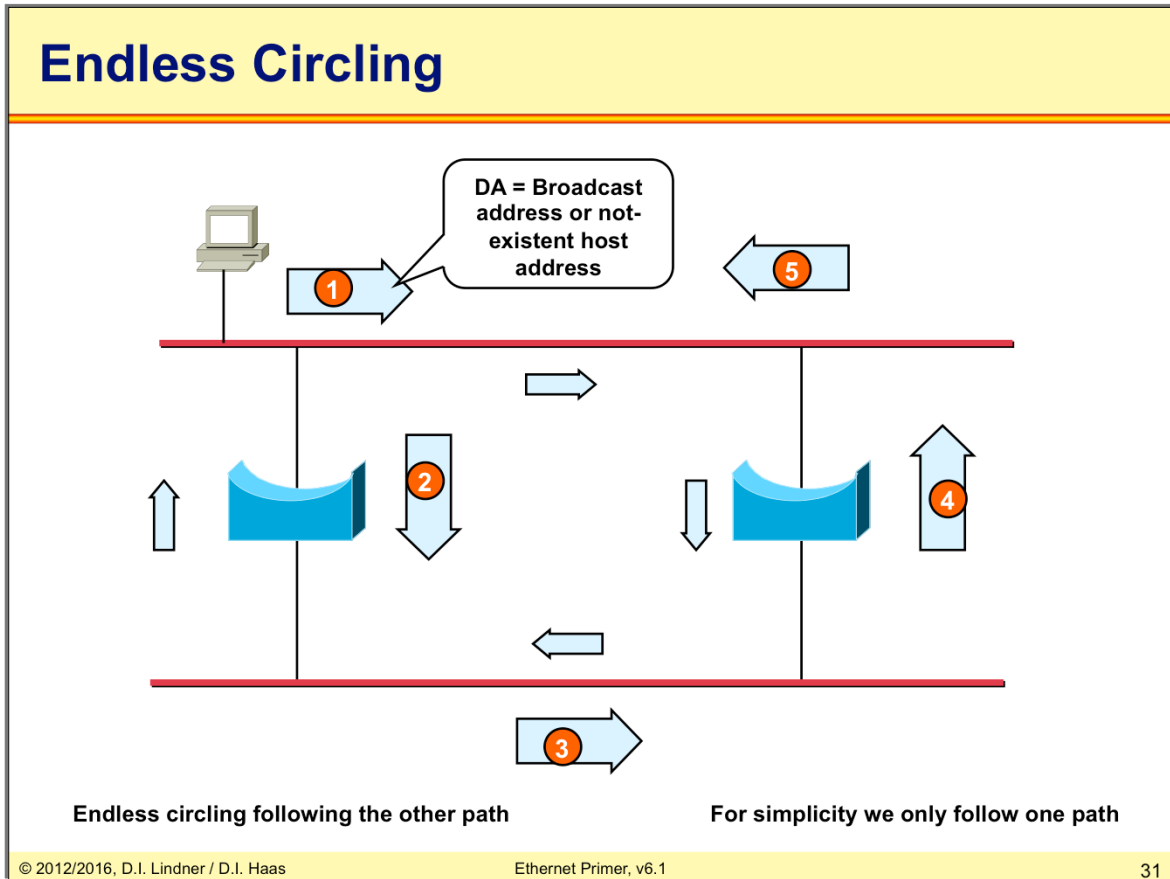 Endless Circling
DA = Broadcast
address or not-
existent host
address
1
5
2
4
3
Endless circling following the other path
For simplicity we only follow one path
© 2012/2016, D.I. Lindner / D.I. Haas
Ethernet Primer, v6.1
31